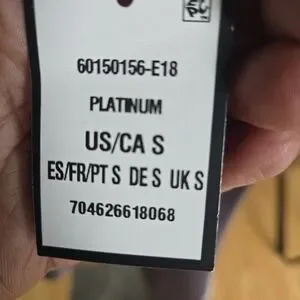 60150156-E18
PLATINUM
US/CA S
ES/FR/PT S DE S UK S
704626618068